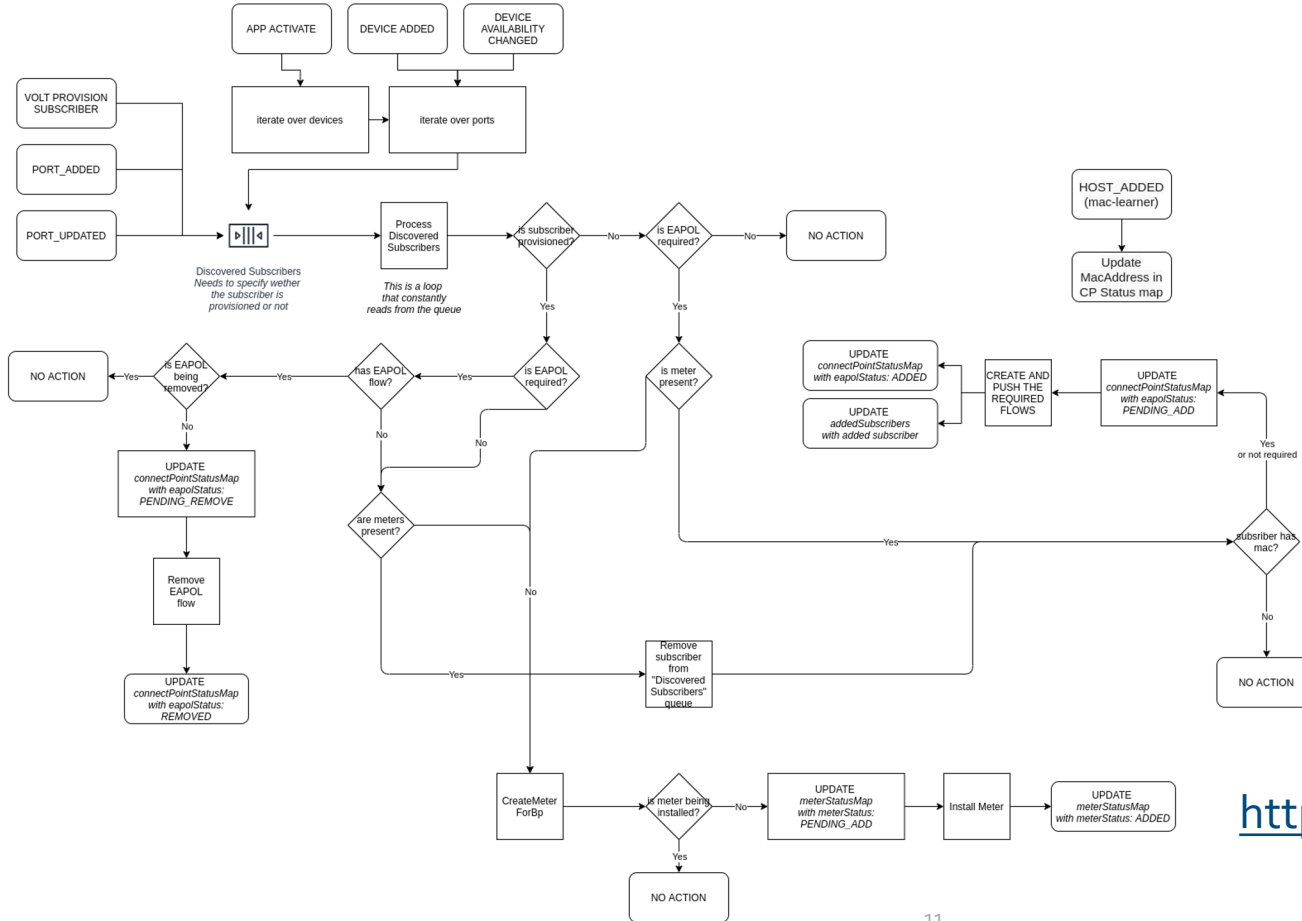 APP ACTIVATE
DEVICE ADDED
DEVICE
AVAILABILITY
CHANGED
VOLT PROVISION
SUBSCRIBER
iterate over devices
iterate over ports
PORT_ADDED
PORT_UPDATED
HOST_ADDED
(mac-learner)
Update
MacAddress in
CP Status map
Discovered Subscribers
Needs to specify wether
the subscriber is
provisioned or not
Process
Discovered
Subscribers
This is a loop
that constantly
reads from the queue
is subscriber
provisioned?
No
is EAPOL
required?
No
NO ACTION
Yes
Yes
NO ACTION
Yes
is EAPOL
being
removed?
Yes
has EAPOL
flow?
Yes
is EAPOL
required?
is meter
present?
UPDATE
connectPointStatusMap
with eapolStatus: ADDED
UPDATE
addedSubscribers
with added subscriber
CREATE AND
PUSH THE
REQUIRED
FLOWS
UPDATE
connectPointStatusMap
with eapolStatus:
PENDING_ADD
No
No
No
Yes
or not required
UPDATE
connectPointStatusMap
with eapolStatus:
PENDING_REMOVE
are meters
present?
Yes
subsriber has
mac?
Remove
EAPOL
flow
No
No
UPDATE
connectPointStatusMap
with eapolStatus:
REMOVED
Yes
Remove
subscriber
from
"Discovered
Subscribers"
queue
NO ACTION
CreateMeter
ForBp
is meter being
installed?
No
UPDATE
meterStatusMap
with meterStatus:
PENDING_ADD
Install Meter
UPDATE
meterStatusMap
with meterStatus: ADDED
Yes
NO ACTION
11